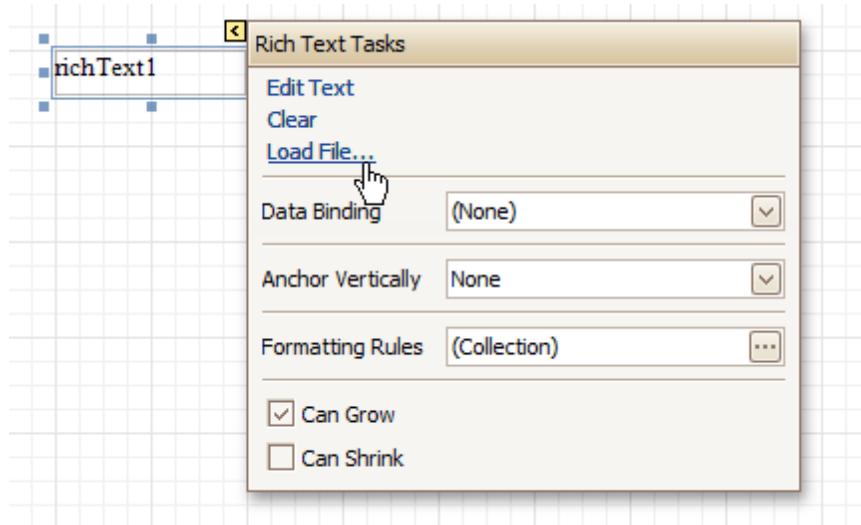 richText1
Rich Text Tasks
Edit Text
Clear
Load File...
Data Binding (None)
Anchor Vertically None
Formatting Rules (Collection)
Can Grow
Can Shrink